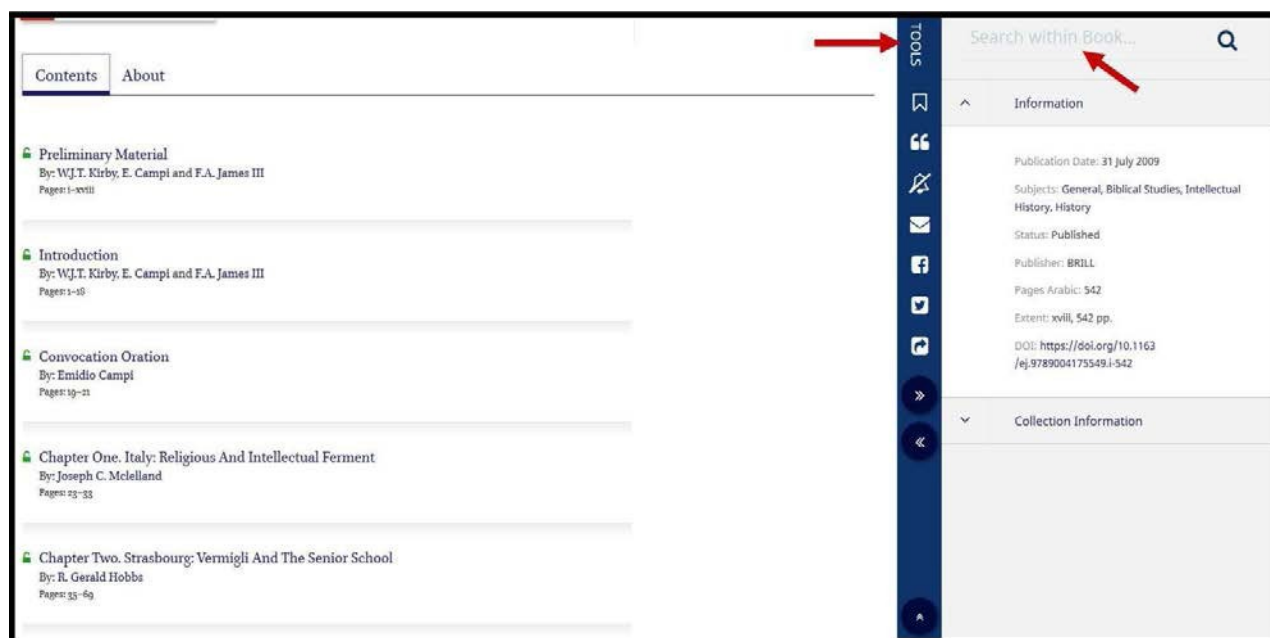 Contents About
Preliminary Material
By: W.J.T. Kirby, E. Campi and F.A. James III
Pages: i–xviii
Introduction
By: W.J.T. Kirby, E. Campi and F.A. James III
Pages: 1–18
Convocation Oration
By: Emidio Campi
Pages: 19–21
Chapter One. Italy: Religious And Intellectual Ferment
By: Joseph C. Mclelland
Pages: 23–33
Chapter Two. Strasbourg: Vermigli And The Senior School
By: R. Gerald Hobbs
Pages: 35–69
TOOLS
Search within Book...
Information
Publication Date: 31 July 2009
Subjects: General, Biblical Studies, Intellectual
History, History
Status: Published
Publisher: BRILL
Pages Arabic: 542
Extent: xviii, 542 pp.
DOI: https://doi.org/10.1163
/ej.9789004175549.i-542
Collection Information